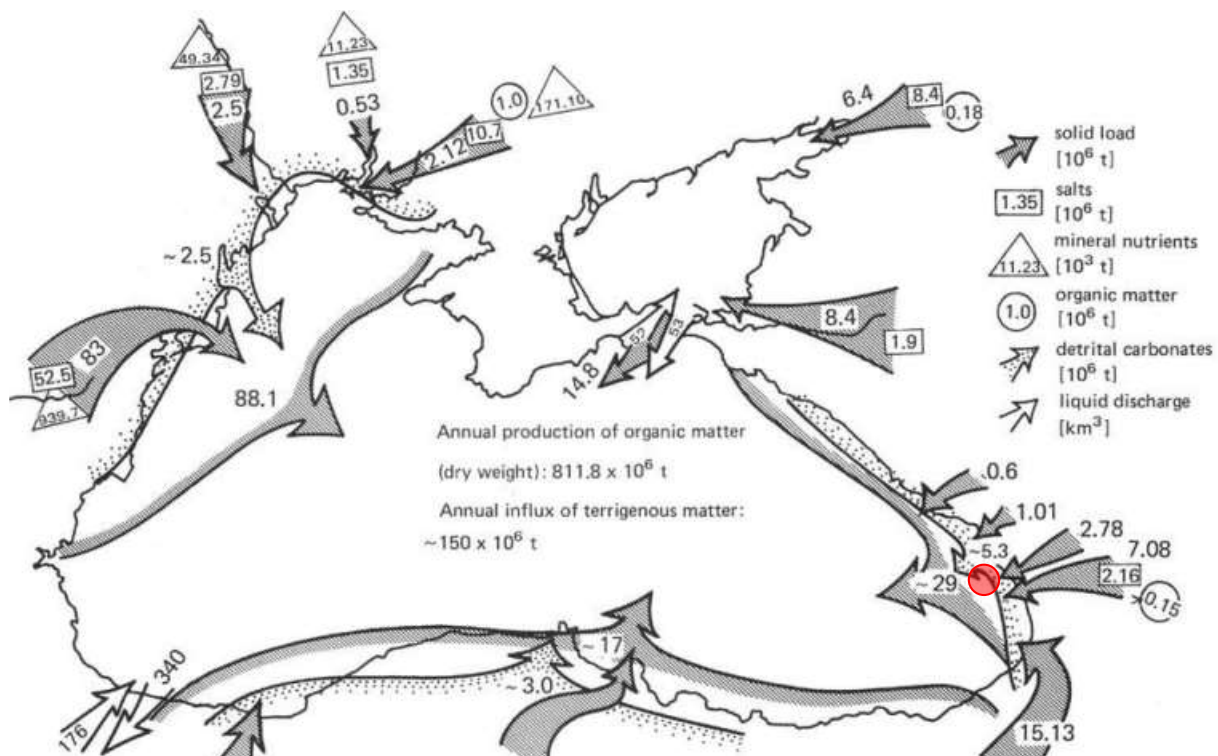 49.34
2.79
2.5
11.23
1.35
0.53
1.0
171.10
10.7
2.12
6.4
8.4
0.18
solid load
[10⁶ t]
1.35
salts
[10⁶ t]
11.23
mineral nutrients
[10³ t]
1.0
organic matter
[10⁶ t]
detrital carbonates
[10⁶ t]
liquid discharge
[km³]
~2.5
83
52.5
939.7
88.1
52
53
14.8
8.4
1.9
Annual production of organic matter
(dry weight): 811.8 x 10⁶ t
Annual influx of terrigenous matter:
~150 x 10⁶ t
0.6
1.01
~5.3
2.78
7.08
2.16
>0.15
~29
~17
~3.0
340
176
15.13